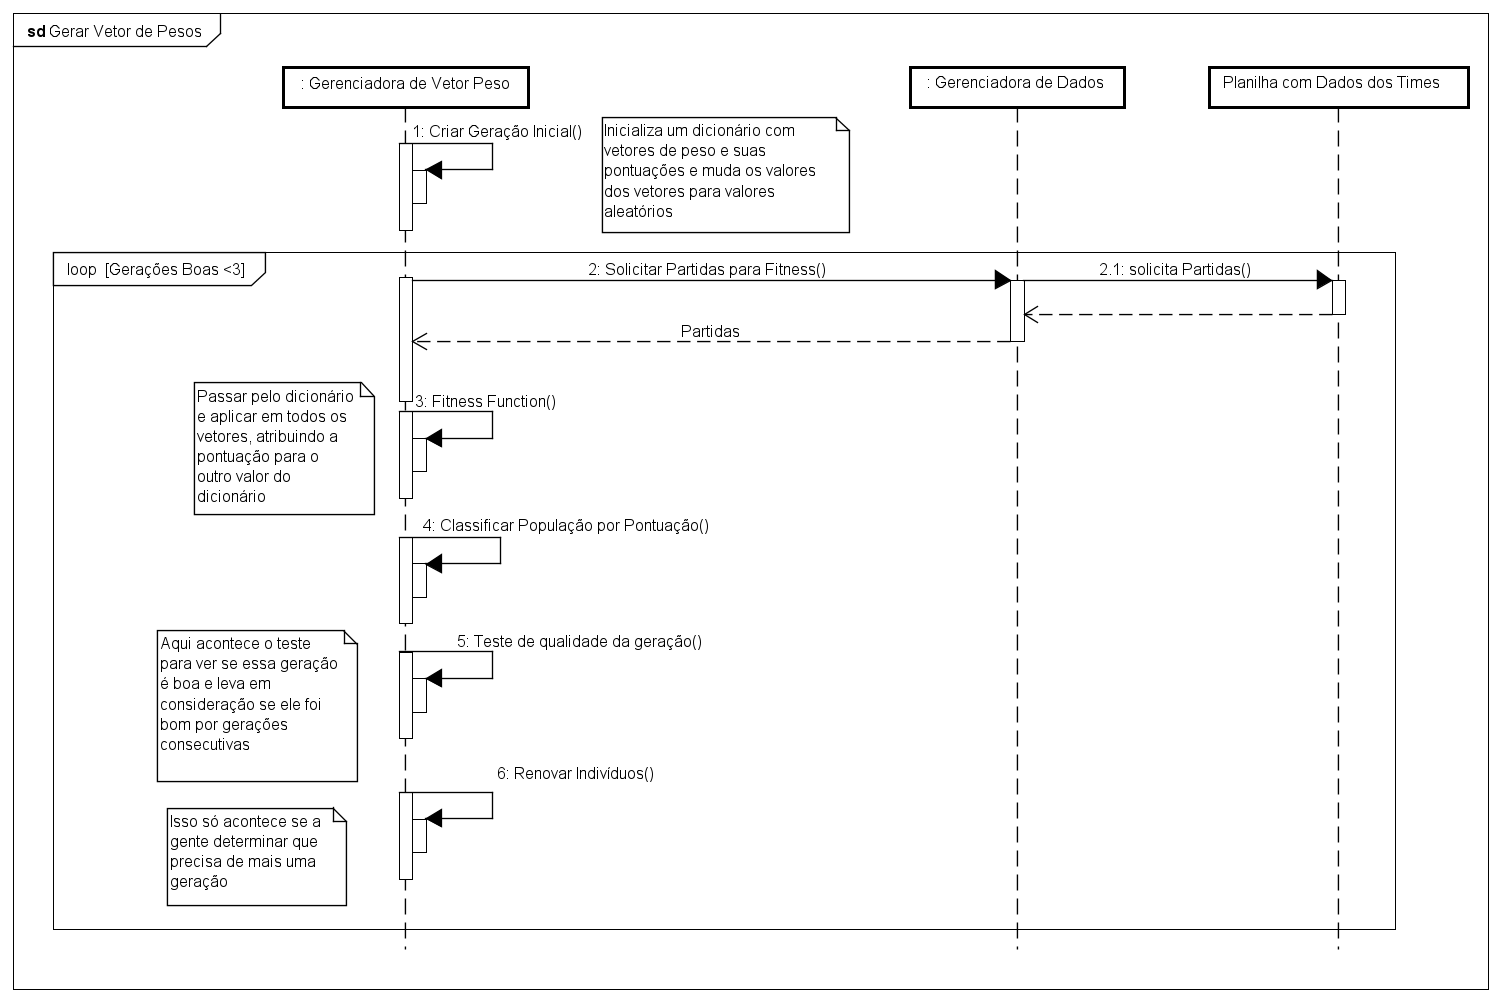 sd Gerar Vetor de Pesos
: Gerenciadora de Vetor Peso
: Gerenciadora de Dados
Planilha com Dados dos Times
1: Criar Geração Inicial()
Inicializa um dicionário com
vetores de peso e suas
pontuações e muda os valores
dos vetores para valores
aleatórios
loop [Gerações Boas <3]
2: Solicitar Partidas para Fitness()
2.1: solicita Partidas()
Partidas
Passar pelo dicionário
e aplicar em todos os
vetores, atribuindo a
pontuação para o
outro valor do
dicionário
3: Fitness Function()
4: Classificar População por Pontuação()
5: Teste de qualidade da geração()
Aqui acontece o teste
para ver se essa geração
é boa e leva em
consideração se ele foi
bom por gerações
consecutivas
6: Renovar Indivíduos()
Isso só acontece se a
gente determinar que
precisa de mais uma
geração